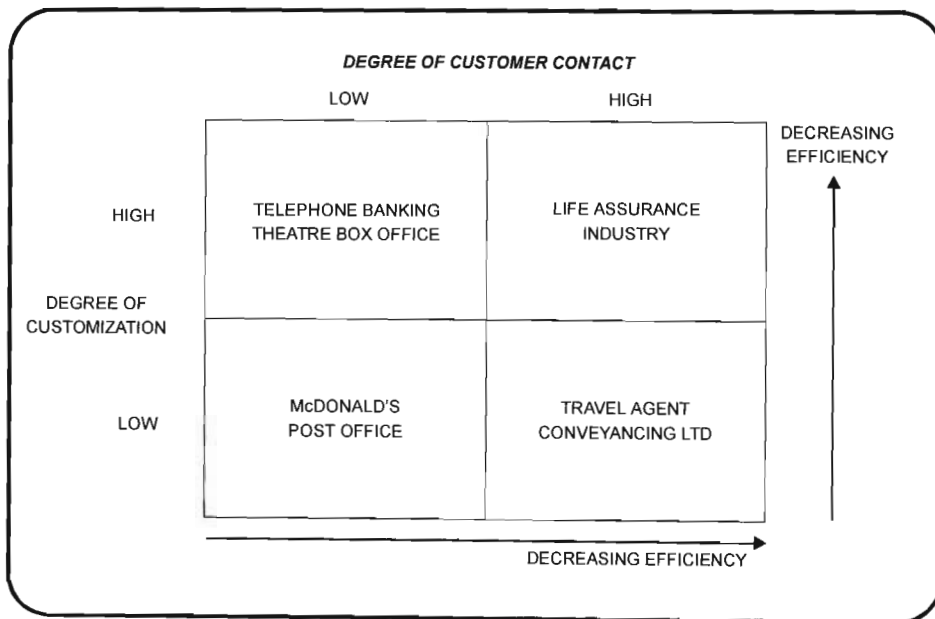 DEGREE OF CUSTOMER CONTACT
LOW HIGH
DECREASING
EFFICIENCY
HIGH
TELEPHONE BANKING
THEATRE BOX OFFICE
LIFE ASSURANCE
INDUSTRY
DEGREE OF
CUSTOMIZATION
LOW
McDONALD'S
POST OFFICE
TRAVEL AGENT
CONVEYANCING LTD
DECREASING EFFICIENCY